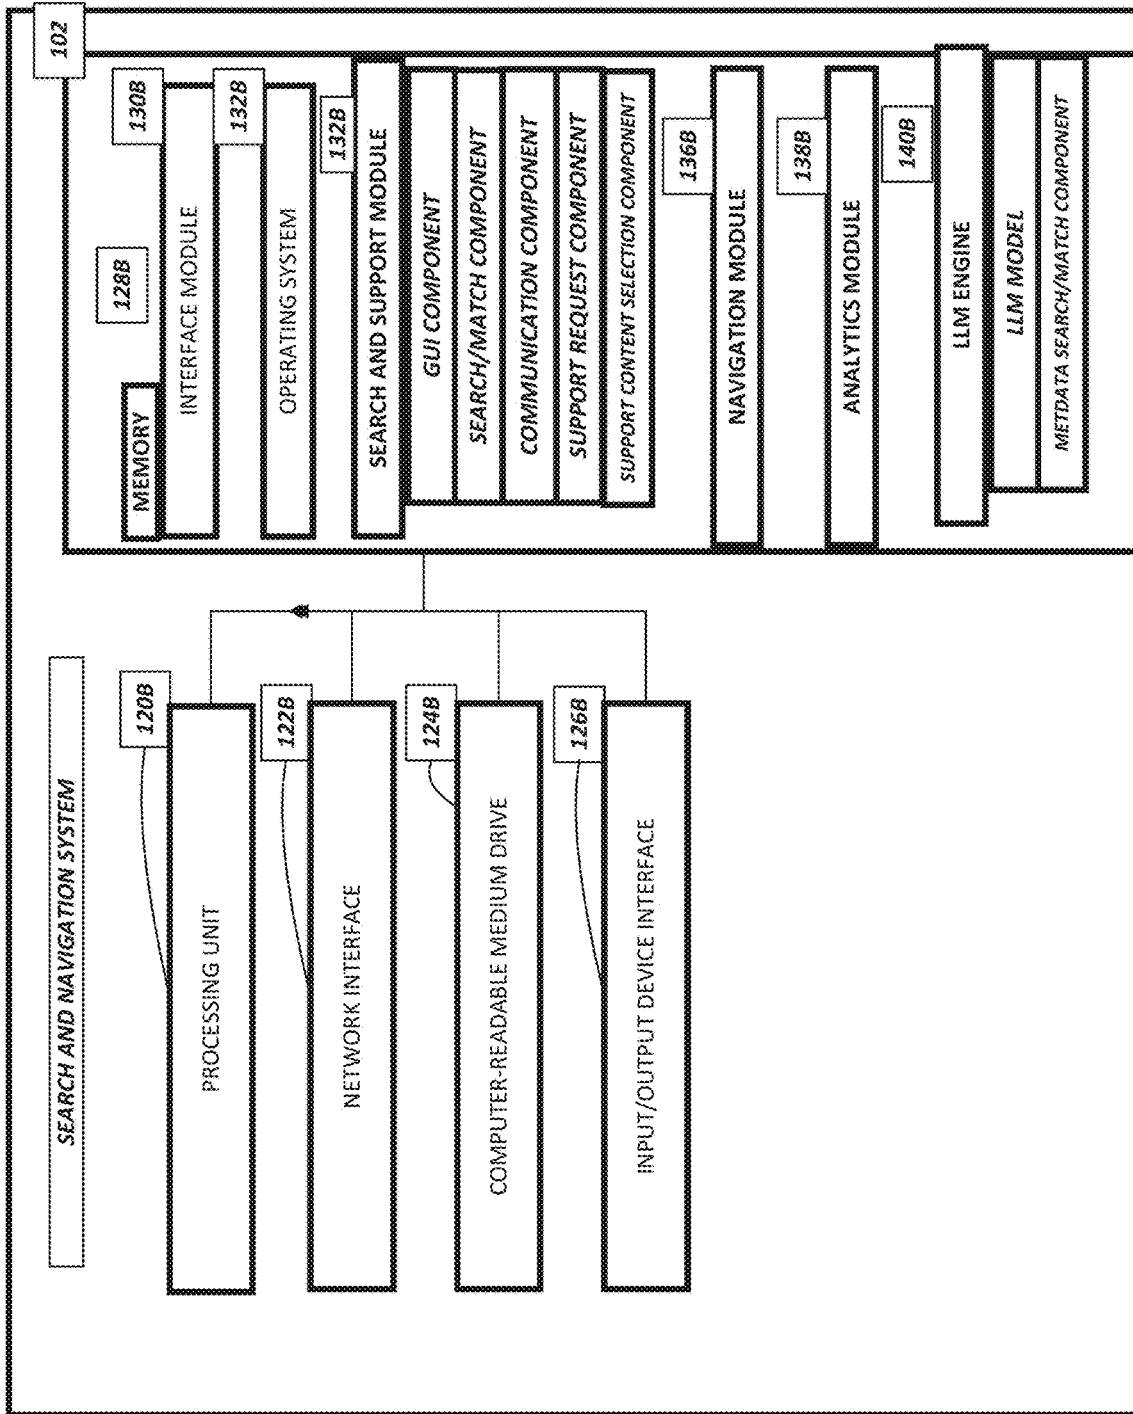 102
SEARCH AND NAVIGATION SYSTEM
120B
PROCESSING UNIT
122B
NETWORK INTERFACE
124B
COMPUTER-READABLE MEDIUM DRIVE
126B
INPUT/OUTPUT DEVICE INTERFACE
MEMORY
128B
130B
INTERFACE MODULE
132B
OPERATING SYSTEM
132B
SEARCH AND SUPPORT MODULE
GUI COMPONENT
SEARCH/MATCH COMPONENT
COMMUNICATION COMPONENT
SUPPORT REQUEST COMPONENT
SUPPORT CONTENT SELECTION COMPONENT
136B
NAVIGATION MODULE
138B
ANALYTICS MODULE
140B
LLM ENGINE
LLM MODEL
METDATA SEARCH/MATCH COMPONENT